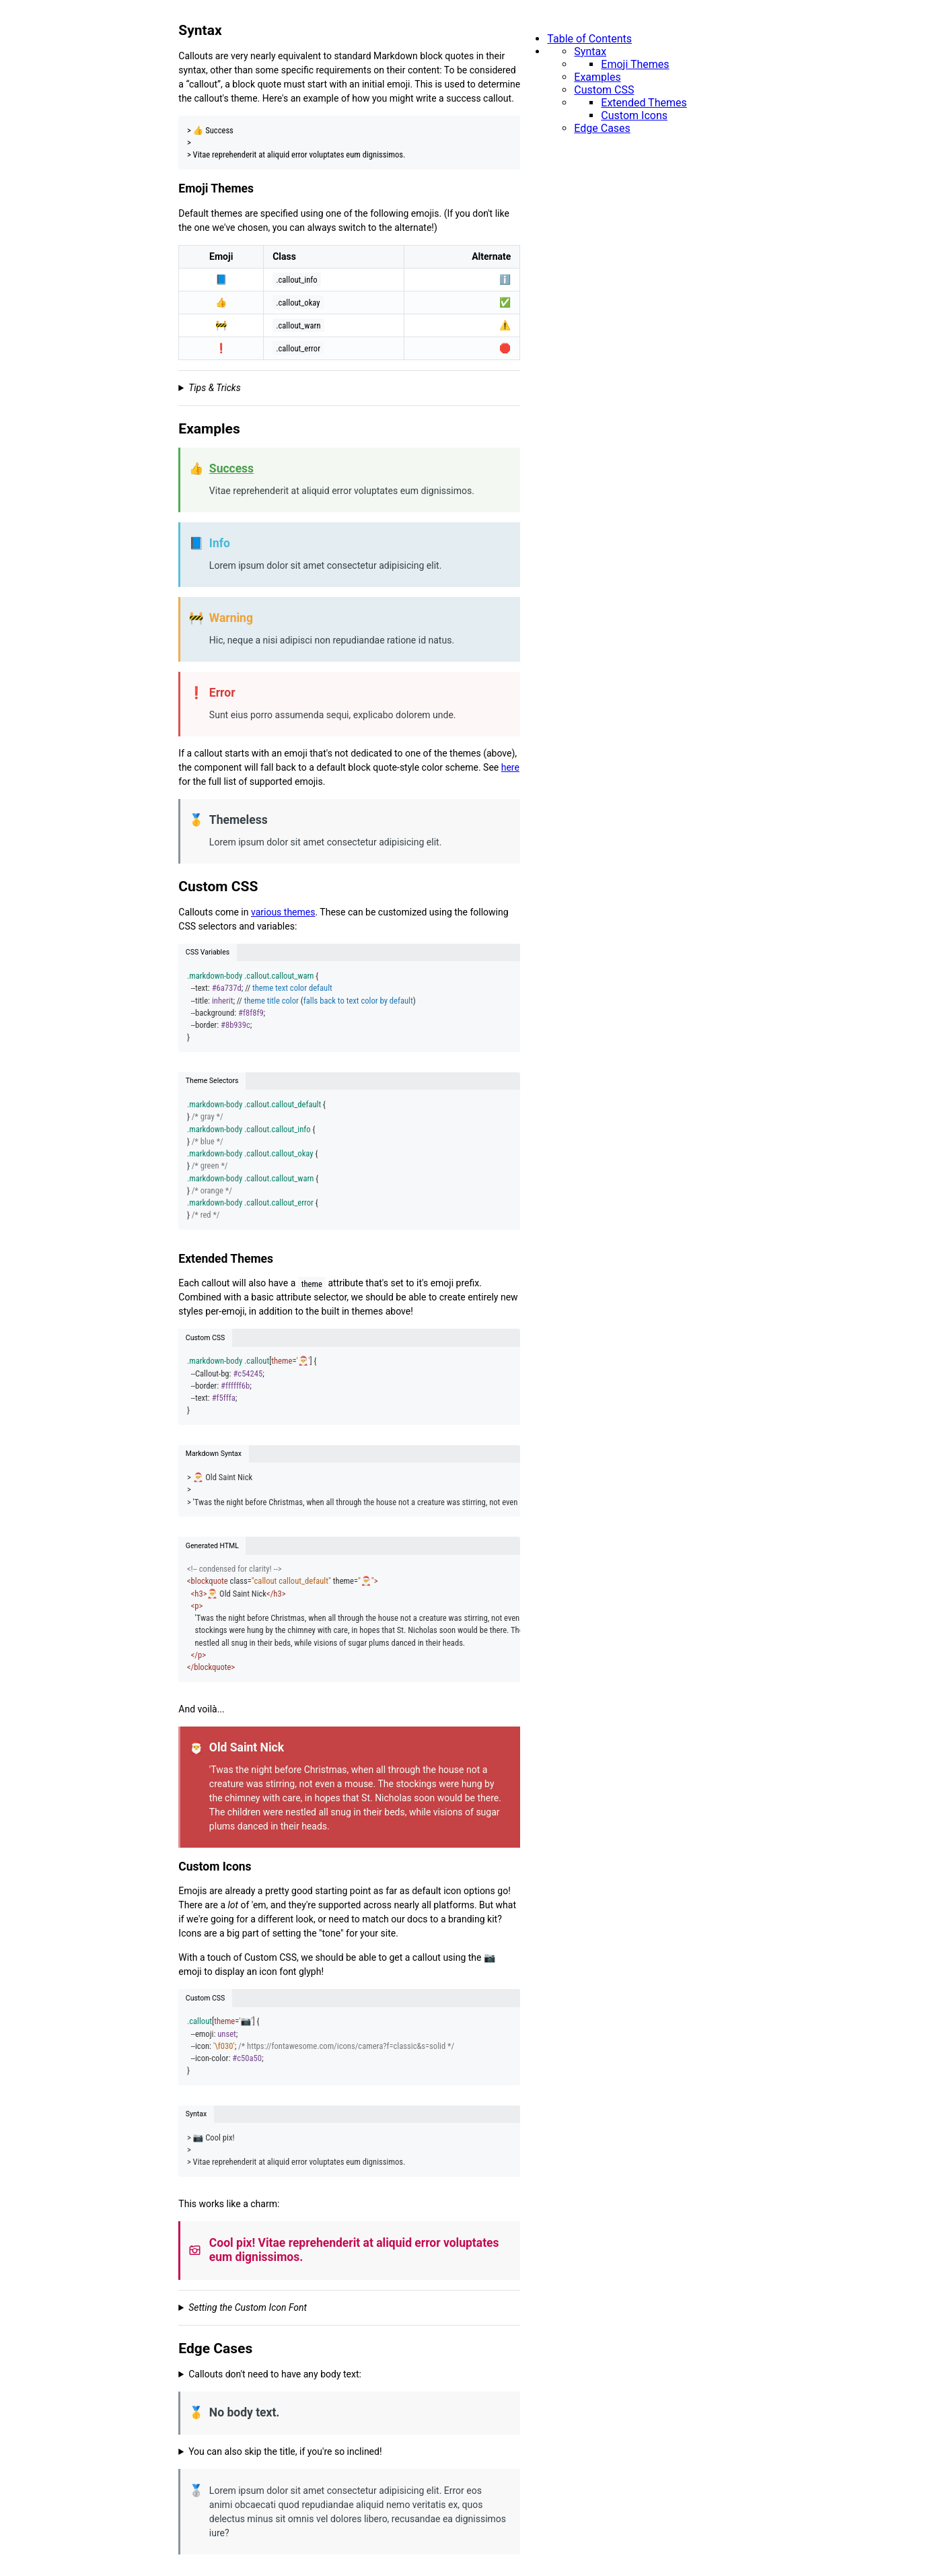 Syntax
Callouts are very nearly equivalent to standard Markdown block quotes in their
syntax, other than some specific requirements on their content: To be considered
a “callout”, a block quote must start with an initial emoji. This is used to determine
the callout's theme. Here's an example of how you might write a success callout.
> 👍 Success
>
> Vitae reprehenderit at aliquid error voluptates eum dignissimos.
Emoji Themes
Default themes are specified using one of the following emojis. (If you don't like
the one we've chosen, you can always switch to the alternate!)
Emoji Class Alternate
📘 .callout_info ℹ️
👍 .callout_okay ✅
🚧 .callout_warn ⚠️
❗ .callout_error 🛑
Tips & Tricks
Examples
👍 Success
Vitae reprehenderit at aliquid error voluptates eum dignissimos.
📘 Info
Lorem ipsum dolor sit amet consectetur adipisicing elit.
🚧 Warning
Hic, neque a nisi adipisci non repudiandae ratione id natus.
❗ Error
Sunt eius porro assumenda sequi, explicabo dolorem unde.
If a callout starts with an emoji that's not dedicated to one of the themes (above),
the component will fall back to a default block quote-style color scheme. See here
for the full list of supported emojis.
🥇 Themeless
Lorem ipsum dolor sit amet consectetur adipisicing elit.
Custom CSS
Callouts come in various themes. These can be customized using the following
CSS selectors and variables:
CSS Variables
.markdown-body .callout.callout_warn {
--text: #6a737d; // theme text color default
--title: inherit; // theme title color (falls back to text color by default)
--background: #f8f8f9;
--border: #8b939c;
}
Theme Selectors
.markdown-body .callout.callout_default {
} /* gray */
.markdown-body .callout.callout_info {
} /* blue */
.markdown-body .callout.callout_okay {
} /* green */
.markdown-body .callout.callout_warn {
} /* orange */
.markdown-body .callout.callout_error {
} /* red */
Extended Themes
Each callout will also have a theme attribute that's set to it's emoji prefix.
Combined with a basic attribute selector, we should be able to create entirely new
styles per-emoji, in addition to the built in themes above!
Custom CSS
.markdown-body .callout[theme='🎅'] {
--Callout-bg: #c54245;
--border: #ffffff6b;
--text: #f5fffa;
}
Markdown Syntax
> 🎅 Old Saint Nick
>
> 'Twas the night before Christmas, when all through the house not a creature was stirring, not even
Generated HTML
<!-- condensed for clarity! -->
<blockquote class="callout callout_default" theme="🎅">
<h3>🎅 Old Saint Nick</h3>
<p>
'Twas the night before Christmas, when all through the house not a creature was stirring, not even
stockings were hung by the chimney with care, in hopes that St. Nicholas soon would be there. The
nestled all snug in their beds, while visions of sugar plums danced in their heads.
</p>
</blockquote>
And voilà...
🎅 Old Saint Nick
'Twas the night before Christmas, when all through the house not a
creature was stirring, not even a mouse. The stockings were hung by
the chimney with care, in hopes that St. Nicholas soon would be there.
The children were nestled all snug in their beds, while visions of sugar
plums danced in their heads.
Custom Icons
Emojis are already a pretty good starting point as far as default icon options go!
There are a lot of 'em, and they're supported across nearly all platforms. But what
if we're going for a different look, or need to match our docs to a branding kit?
Icons are a big part of setting the "tone" for your site.
With a touch of Custom CSS, we should be able to get a callout using the 📷
emoji to display an icon font glyph!
Custom CSS
.callout[theme='📷'] {
--emoji: unset;
--icon: '\f030'; /* https://fontawesome.com/icons/camera?f=classic&s=solid */
--icon-color: #c50a50;
}
Syntax
> 📷 Cool pix!
>
> Vitae reprehenderit at aliquid error voluptates eum dignissimos.
This works like a charm:
Cool pix! Vitae reprehenderit at aliquid error voluptates
eum dignissimos.
Setting the Custom Icon Font
Edge Cases
Callouts don't need to have any body text:
🥇 No body text.
You can also skip the title, if you're so inclined!
🥈 Lorem ipsum dolor sit amet consectetur adipisicing elit. Error eos
animi obcaecati quod repudiandae aliquid nemo veritatis ex, quos
delectus minus sit omnis vel dolores libero, recusandae ea dignissimos
iure?
Table of Contents
Syntax
Emoji Themes
Examples
Custom CSS
Extended Themes
Custom Icons
Edge Cases